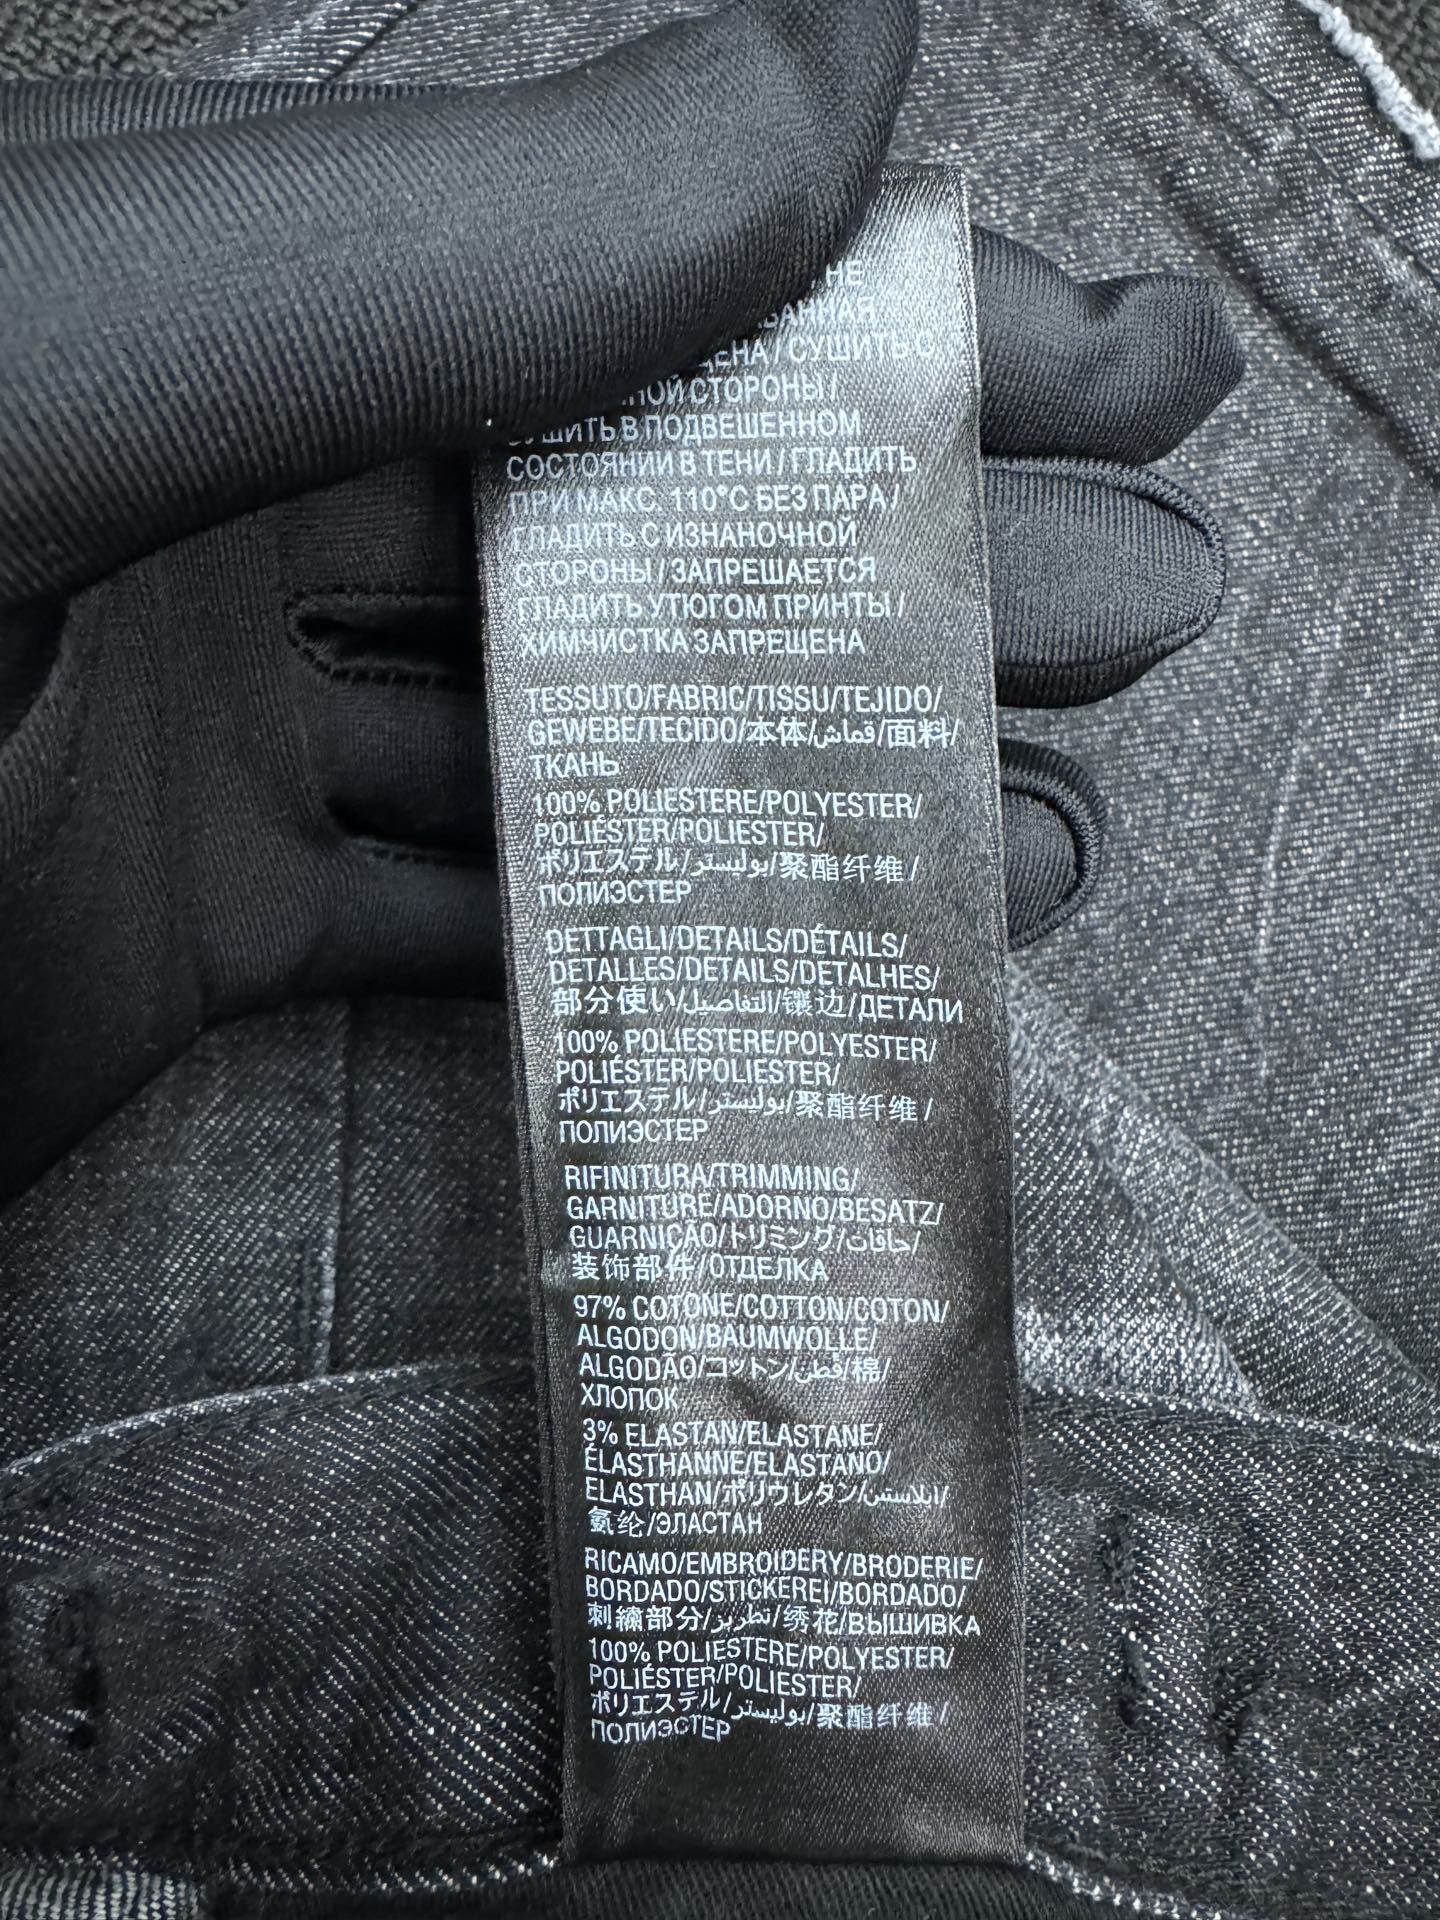 НЕ
СУШИТЬ С
СТОРОНЫ /
СУШИТЬ В ПОДВЕШЕННОМ
СОСТОЯНИИ В ТЕНИ / ГЛАДИТЬ
ПРИ МАКС. 110°C БЕЗ ПАРА /
ГЛАДИТЬ С ИЗНАНОЧНОЙ
СТОРОНЫ / ЗАПРЕЩАЕТСЯ
ГЛАДИТЬ УТЮГОМ ПРИНТЫ /
ХИМЧИСТКА ЗАПРЕЩЕНА
TESSUTO/FABRIC/TISSU/TEJIDO/
GEWEBE/TECIDO/本体/قماش/面料/
ТКАНЬ
100% POLIESTERE/POLYESTER/
POLIÉSTER/POLIESTER/
ポリエステル/بوليستر/聚酯纤维/
ПОЛИЭСТЕР
DETTAGLI/DETAILS/DÉTAILS/
DETALLES/DETAILS/DETALHES/
部分使い/التفاصيل/镶边/ДЕТАЛИ
100% POLIESTERE/POLYESTER/
POLIÉSTER/POLIESTER/
ポリエステル/بوليستر/聚酯纤维/
ПОЛИЭСТЕР
RIFINITURA/TRIMMING/
GARNITURE/ADORNO/BESATZ/
GUARNIÇÃO/トリミング/حافات/
装饰部件/ОТДЕЛКА
97% COTONE/COTTON/COTON/
ALGODON/BAUMWOLLE/
ALGODÃO/コットン/قطن/棉/
ХЛОПОК
3% ELASTAN/ELASTANE/
ÉLASTHANNE/ELASTANO/
ELASTHAN/ポリウレタン/ايلاستس/
氨纶/ЭЛАСТАН
RICAMO/EMBROIDERY/BRODERIE/
BORDADO/STICKEREI/BORDADO/
刺繍部分/تطريز/绣花/ВЫШИВКА
100% POLIESTERE/POLYESTER/
POLIÉSTER/POLIESTER/
ポリエステル/بوليستر/聚酯纤维/
ПОЛИЭСТЕР